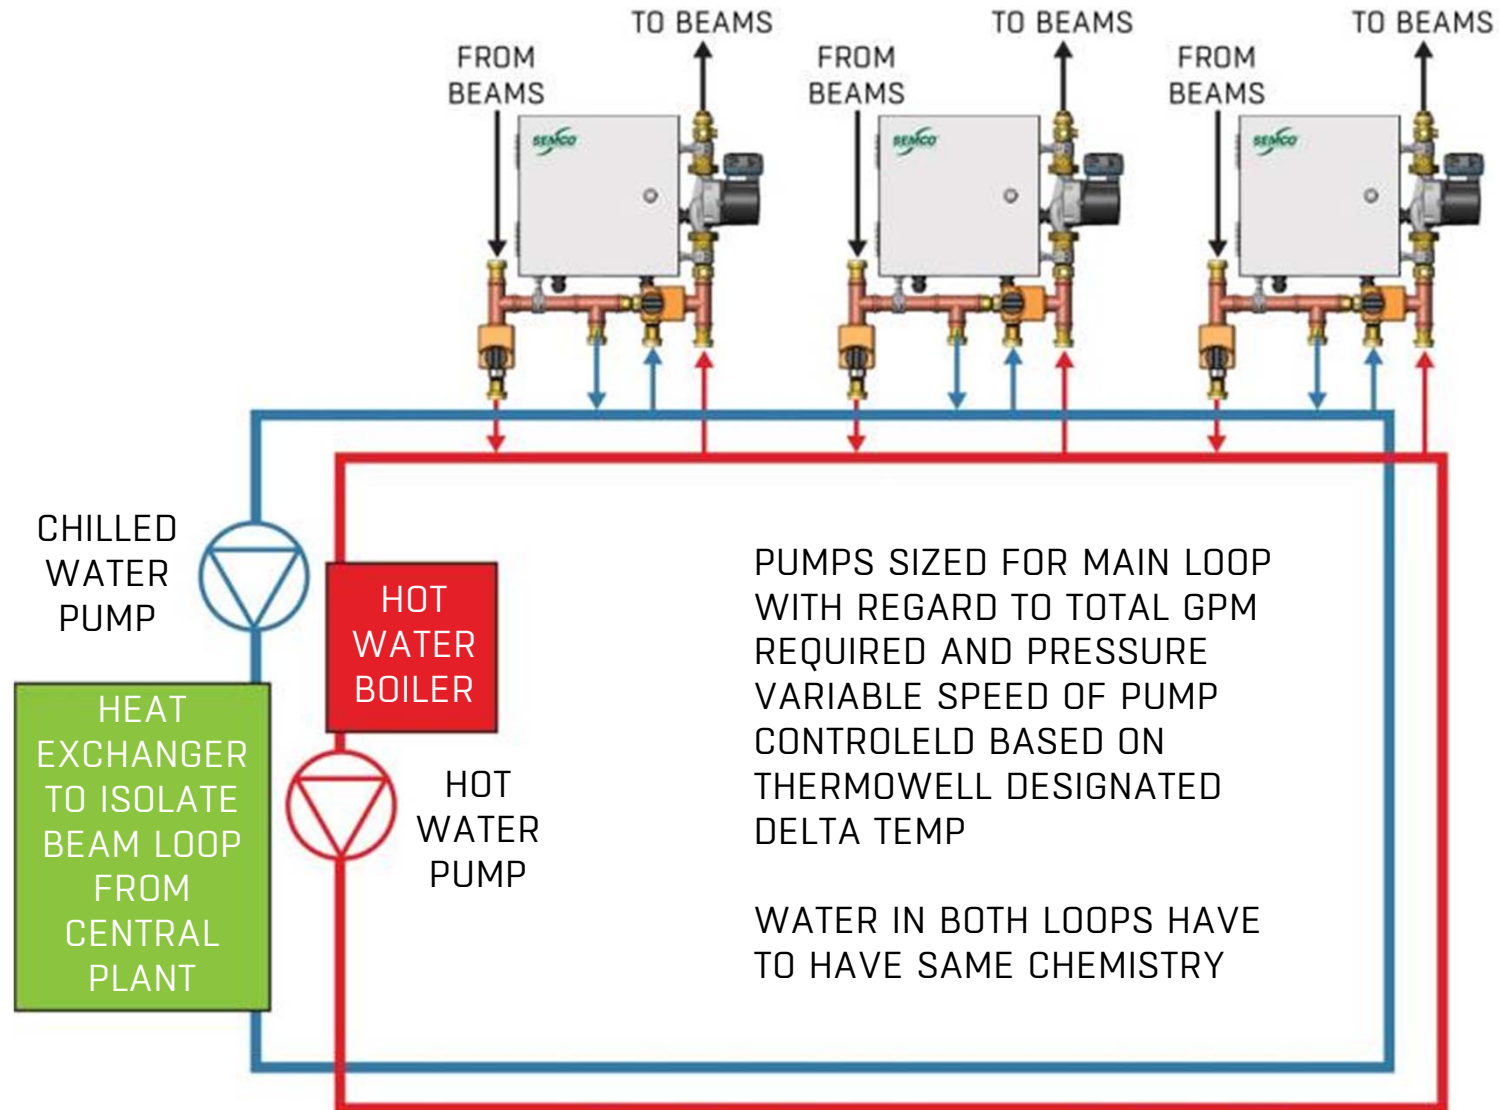 TO BEAMS
TO BEAMS
TO BEAMS
FROM
BEAMS
FROM
BEAMS
FROM
BEAMS
SEMCO
SEMCO
SEMCO
CHILLED
WATER
PUMP
HOT
WATER
BOILER
HEAT
EXCHANGER
TO ISOLATE
BEAM LOOP
FROM
CENTRAL
PLANT
HOT
WATER
PUMP
PUMPS SIZED FOR MAIN LOOP
WITH REGARD TO TOTAL GPM
REQUIRED AND PRESSURE
VARIABLE SPEED OF PUMP
CONTROLELD BASED ON
THERMOWELL DESIGNATED
DELTA TEMP
WATER IN BOTH LOOPS HAVE
TO HAVE SAME CHEMISTRY